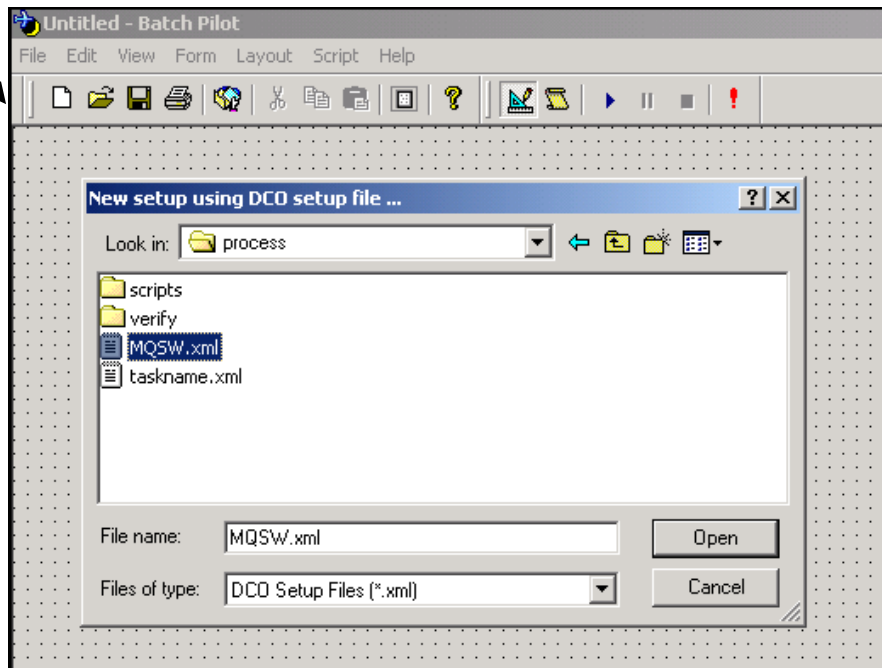 Untitled - Batch Pilot
File Edit View Form Layout Script Help
New setup using DCO setup file ...
Look in: process
scripts
verify
MQSW.xml
taskname.xml
File name: MQSW.xml Open
Files of type: DCO Setup Files (*.xml) Cancel